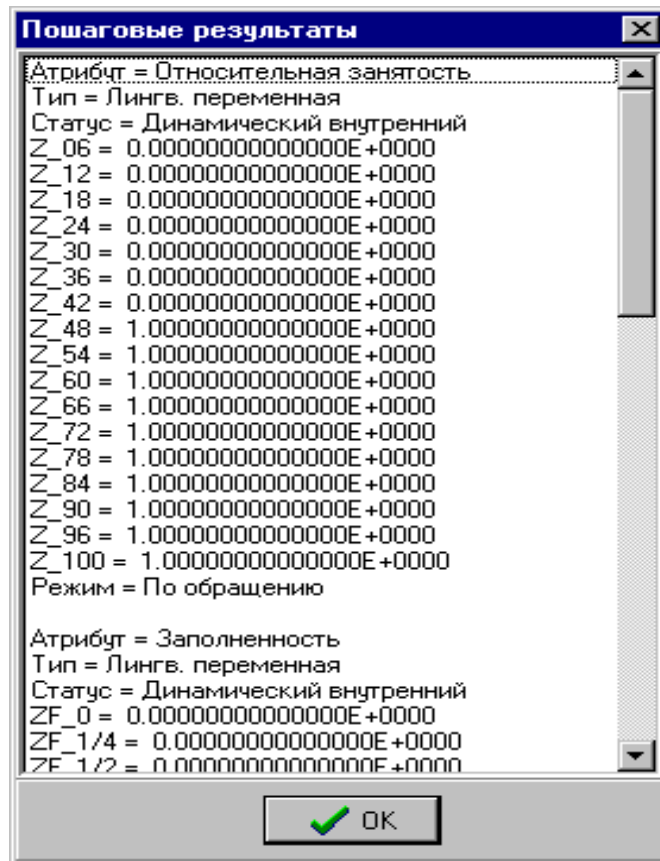 Пошаговые результаты
Атрибут = Относительная занятость
Тип = Лингв. переменная
Статус = Динамический внутренний
Z_06 = 0.00000000000000E+0000
Z_12 = 0.00000000000000E+0000
Z_18 = 0.00000000000000E+0000
Z_24 = 0.00000000000000E+0000
Z_30 = 0.00000000000000E+0000
Z_36 = 0.00000000000000E+0000
Z_42 = 0.00000000000000E+0000
Z_48 = 1.00000000000000E+0000
Z_54 = 1.00000000000000E+0000
Z_60 = 1.00000000000000E+0000
Z_66 = 1.00000000000000E+0000
Z_72 = 1.00000000000000E+0000
Z_78 = 1.00000000000000E+0000
Z_84 = 1.00000000000000E+0000
Z_90 = 1.00000000000000E+0000
Z_96 = 1.00000000000000E+0000
Z_100 = 1.00000000000000E+0000
Режим = По обращению
Атрибут = Заполненность
Тип = Лингв. переменная
Статус = Динамический внутренний
ZF_0 = 0.00000000000000E+0000
ZF_1/4 = 0.00000000000000E+0000
ZF_1/2 = 0.00000000000000E+0000
OK